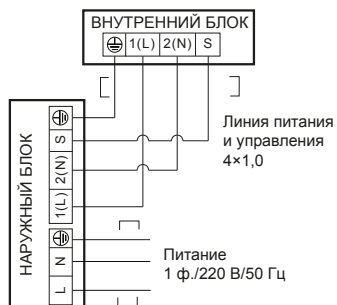 ВНУТРЕННИЙ БЛОК
1(L) 2(N) S
НАРУЖНЫЙ БЛОК
S
2(N)
1(L)
N
L
Линия питания
и управления
4×1,0
Питание
1 ф./220 В/50 Гц